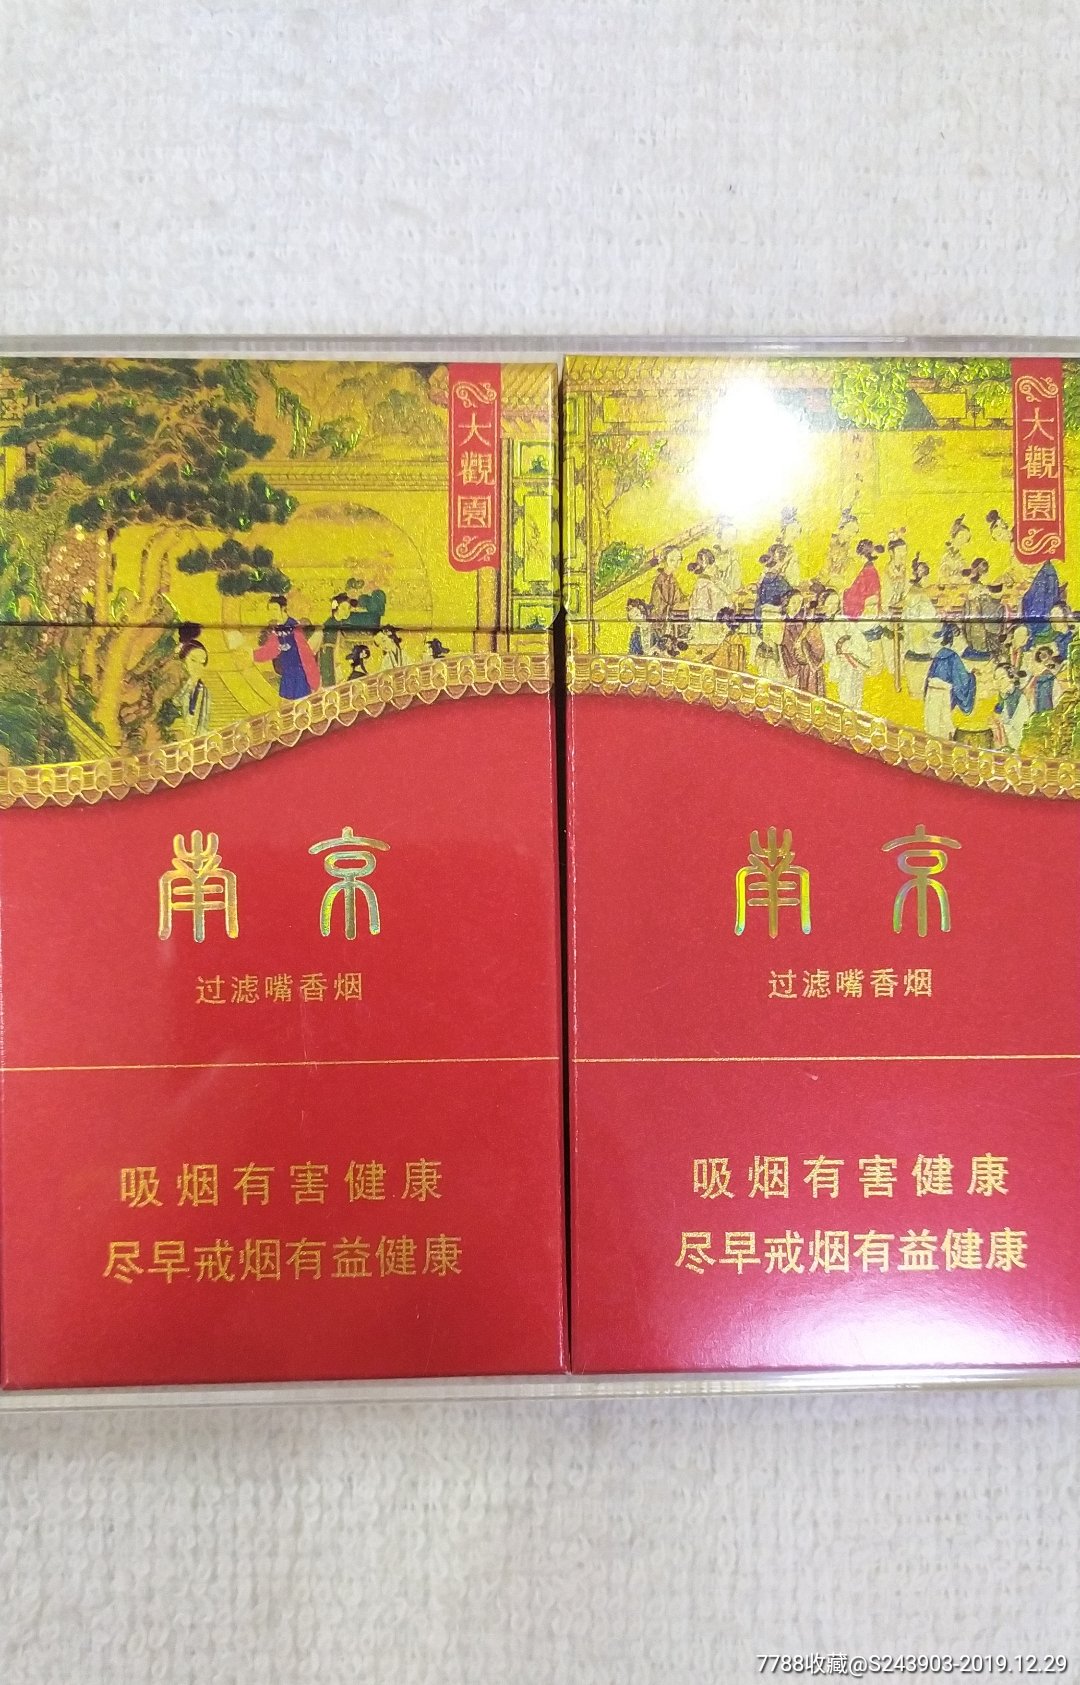 大觀園
南京
过滤嘴香烟
吸烟有害健康
尽早戒烟有益健康
大觀園
南京
过滤嘴香烟
吸烟有害健康
尽早戒烟有益健康
7788收藏@S243903-2019.12.29